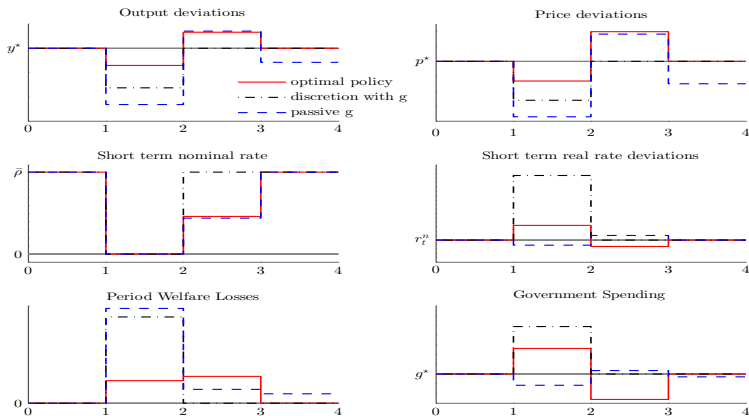 Output deviations
y*
optimal policy
discretion with g
passive g
0 1 2 3 4
Price deviations
p*
0 1 2 3 4
Short term nominal rate
ρ̄
0
0 1 2 3 4
Short term real rate deviations
r_t^n
0 1 2 3 4
Period Welfare Losses
0
0 1 2 3 4
Government Spending
g*
0 1 2 3 4